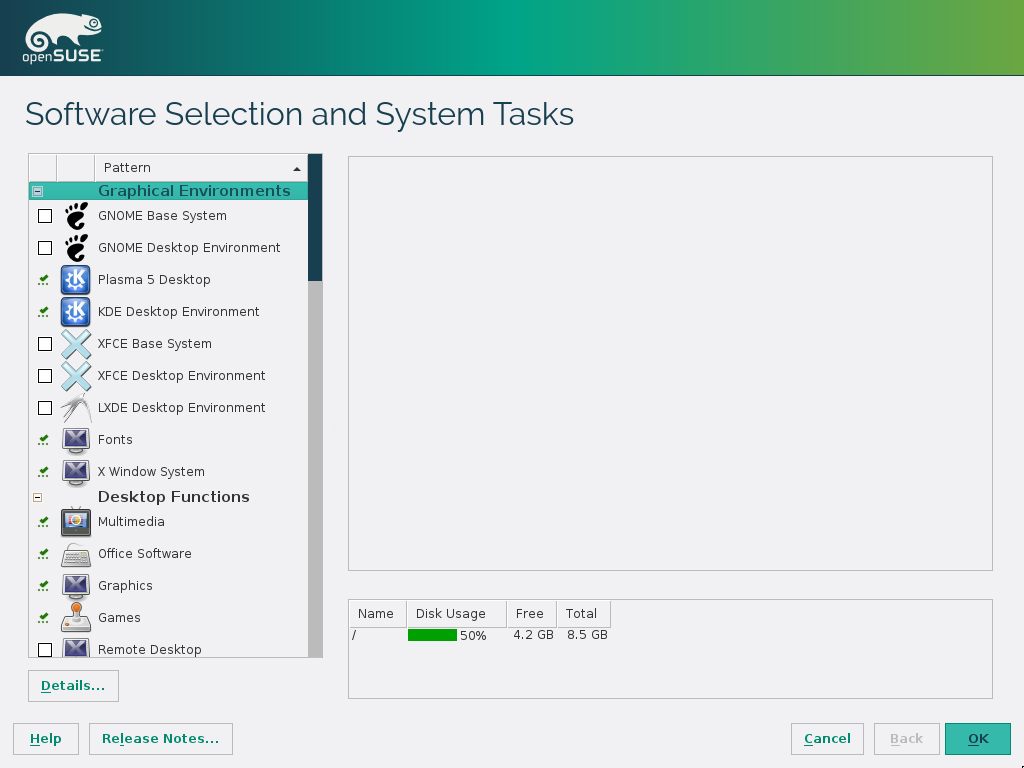 openSUSE
Software Selection and System Tasks
Pattern
Graphical Environments
GNOME Base System
GNOME Desktop Environment
Plasma 5 Desktop
KDE Desktop Environment
XFCE Base System
XFCE Desktop Environment
LXDE Desktop Environment
Fonts
X Window System
Desktop Functions
Multimedia
Office Software
Graphics
Games
Remote Desktop
Details...
Name Disk Usage Free Total
/ 50% 4.2 GB 8.5 GB
Help Release Notes... Cancel Back OK